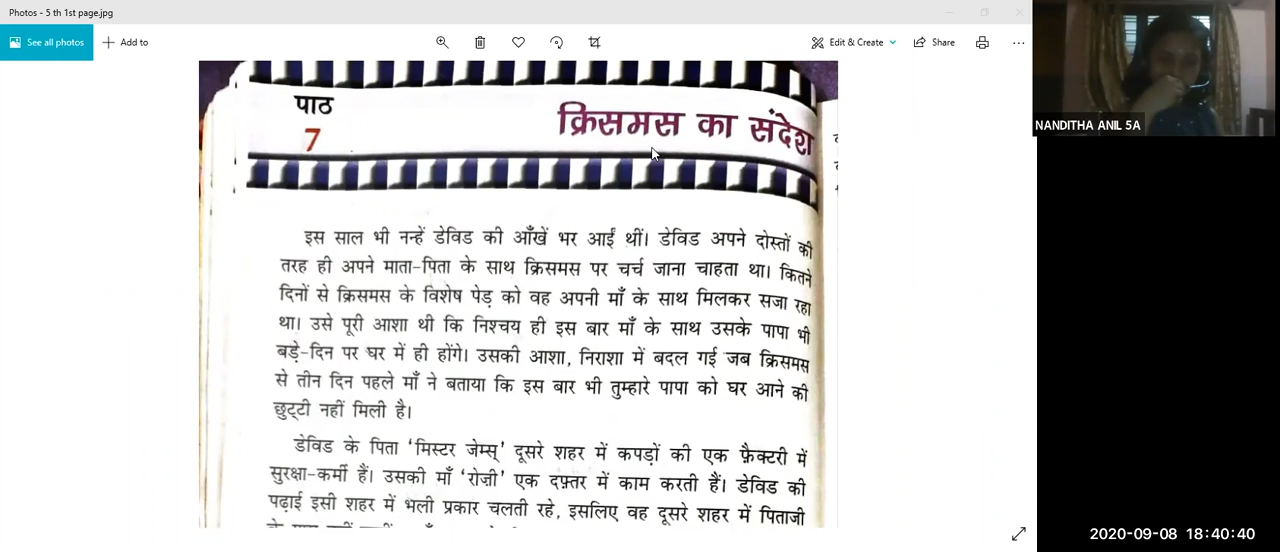 Photos - 5 th 1st page.jpg
See all photos
Add to
Edit & Create
Share
NANDITHA ANIL 5A
पाठ
7
क्रिसमस का संदेश
इस साल भी नन्हें डेविड की आँखें भर आईं थीं। डेविड अपने दोस्तों की
तरह ही अपने माता-पिता के साथ क्रिसमस पर चर्च जाना चाहता था। कितने
दिनों से क्रिसमस के विशेष पेड़ को वह अपनी माँ के साथ मिलकर सजा रहा
था। उसे पूरी आशा थी कि निश्चय ही इस बार माँ के साथ उसके पापा भी
बड़े-दिन पर घर में ही होंगे। उसकी आशा, निराशा में बदल गई जब क्रिसमस
से तीन दिन पहले माँ ने बताया कि इस बार भी तुम्हारे पापा को घर आने की
छुट्टी नहीं मिली है।
डेविड के पिता ‘मिस्टर जेम्स्’ दूसरे शहर में कपड़ों की एक फ़ैक्टरी में
सुरक्षा-कर्मी हैं। उसकी माँ ‘रोज़ी’ एक दफ़्तर में काम करती हैं। डेविड की
पढ़ाई इसी शहर में भली प्रकार चलती रहे, इसलिए वह दूसरे शहर में पिताजी
2020-09-08 18:40:40